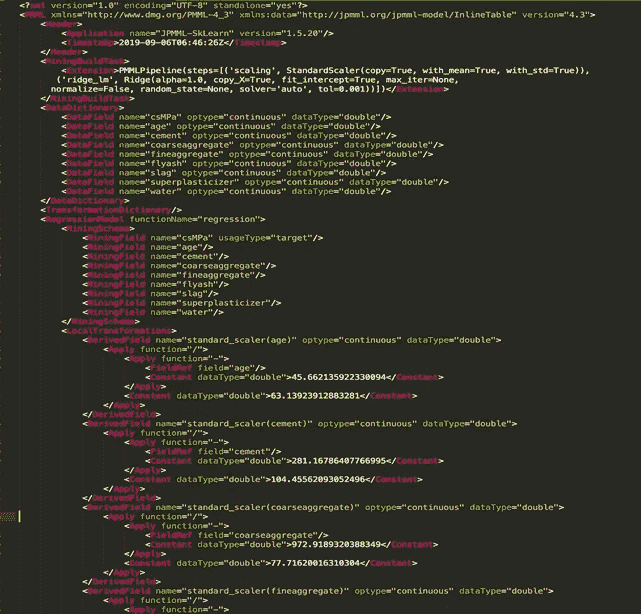 <?xml version="1.0" encoding="UTF-8" standalone="yes"?>
<PMML xmlns="http://www.dmg.org/PMML-4_3" xmlns:data="http://jpmml.org/jpmml-model/InlineTable" version="4.3">
<Header>
<Application name="JPMML-SkLearn" version="1.5.20"/>
<Timestamp>2019-09-06T06:46:26Z</Timestamp>
</Header>
<MiningBuildTask>
<Extension>PMMLPipeline(steps=[('scaling', StandardScaler(copy=True, with_mean=True, with_std=True)),
('ridge_lm', Ridge(alpha=1.0, copy_X=True, fit_intercept=True, max_iter=None,
normalize=False, random_state=None, solver='auto', tol=0.001))])</Extension>
</MiningBuildTask>
<DataDictionary>
<DataField name="csMPa" optype="continuous" dataType="double"/>
<DataField name="age" optype="continuous" dataType="double"/>
<DataField name="cement" optype="continuous" dataType="double"/>
<DataField name="coarseaggregate" optype="continuous" dataType="double"/>
<DataField name="fineaggregate" optype="continuous" dataType="double"/>
<DataField name="flyash" optype="continuous" dataType="double"/>
<DataField name="slag" optype="continuous" dataType="double"/>
<DataField name="superplasticizer" optype="continuous" dataType="double"/>
<DataField name="water" optype="continuous" dataType="double"/>
</DataDictionary>
<TransformationDictionary/>
<RegressionModel functionName="regression">
<MiningSchema>
<MiningField name="csMPa" usageType="target"/>
<MiningField name="age"/>
<MiningField name="cement"/>
<MiningField name="coarseaggregate"/>
<MiningField name="fineaggregate"/>
<MiningField name="flyash"/>
<MiningField name="slag"/>
<MiningField name="superplasticizer"/>
<MiningField name="water"/>
</MiningSchema>
<LocalTransformations>
<DerivedField name="standard_scaler(age)" optype="continuous" dataType="double">
<Apply function="/">
<Apply function="-">
<FieldRef field="age"/>
<Constant dataType="double">45.662135922330094</Constant>
</Apply>
<Constant dataType="double">63.13923912883281</Constant>
</Apply>
</DerivedField>
<DerivedField name="standard_scaler(cement)" optype="continuous" dataType="double">
<Apply function="/">
<Apply function="-">
<FieldRef field="cement"/>
<Constant dataType="double">281.16786407766995</Constant>
</Apply>
<Constant dataType="double">104.45562093052496</Constant>
</Apply>
</DerivedField>
<DerivedField name="standard_scaler(coarseaggregate)" optype="continuous" dataType="double">
<Apply function="/">
<Apply function="-">
<FieldRef field="coarseaggregate"/>
<Constant dataType="double">972.9189320388349</Constant>
</Apply>
<Constant dataType="double">77.71620016310304</Constant>
</Apply>
</DerivedField>
<DerivedField name="standard_scaler(fineaggregate)" optype="continuous" dataType="double">
<Apply function="/">
<Apply function="-">